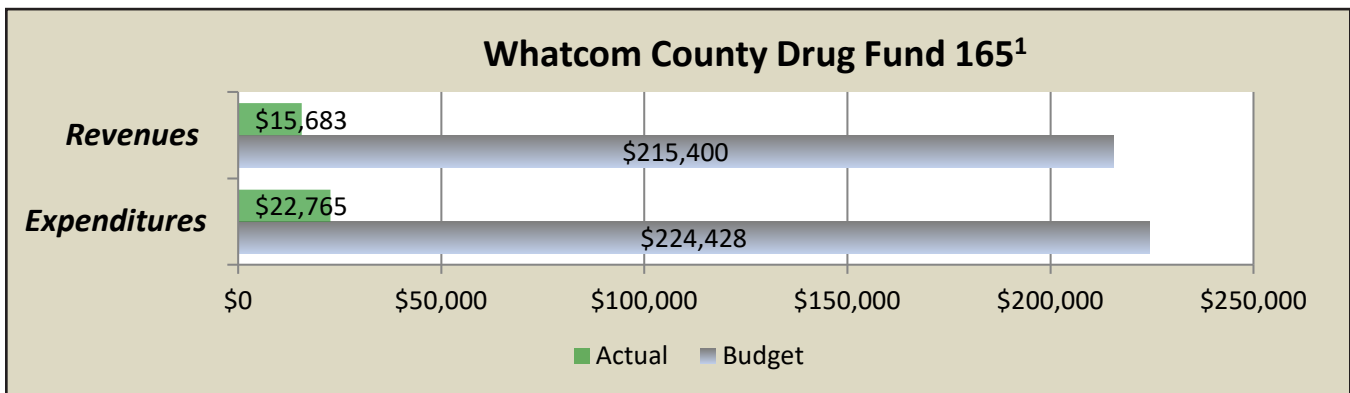 Whatcom County Drug Fund 165¹
Revenues
$15,683
$215,400
Expenditures
$22,765
$224,428
$0 $50,000 $100,000 $150,000 $200,000 $250,000
Actual Budget